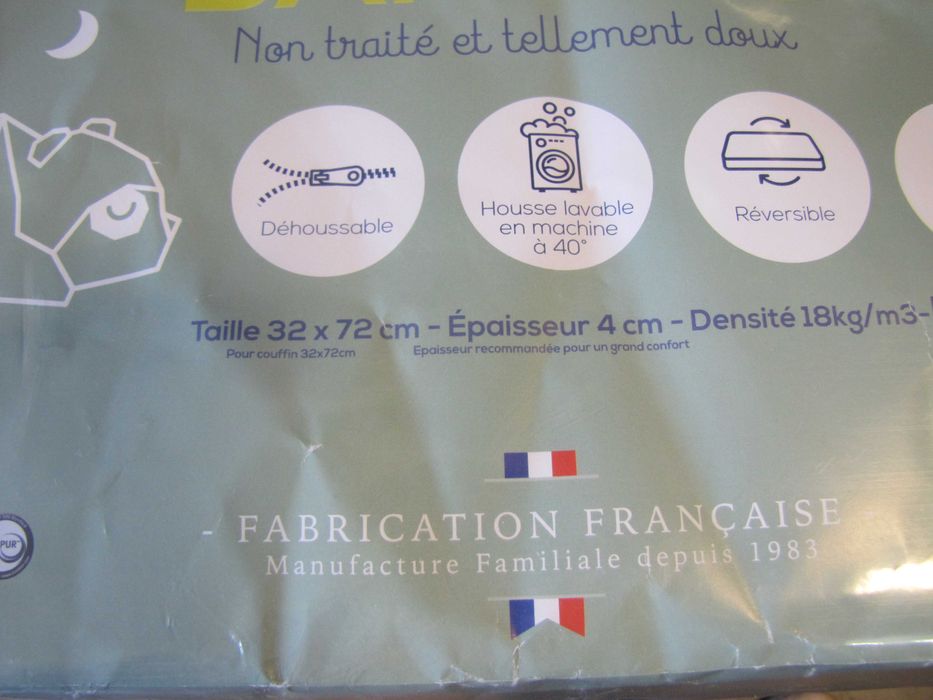 Non traité et tellement doux
Déhoussable
Housse lavable
en machine
à 40°
Réversible
Taille 32 x 72 cm - Épaisseur 4 cm - Densité 18kg/m3-
Pour couffin 32x72cm
Epaisseur recommandée pour un grand confort
- FABRICATION FRANÇAISE
Manufacture Familiale depuis 1983
PUR